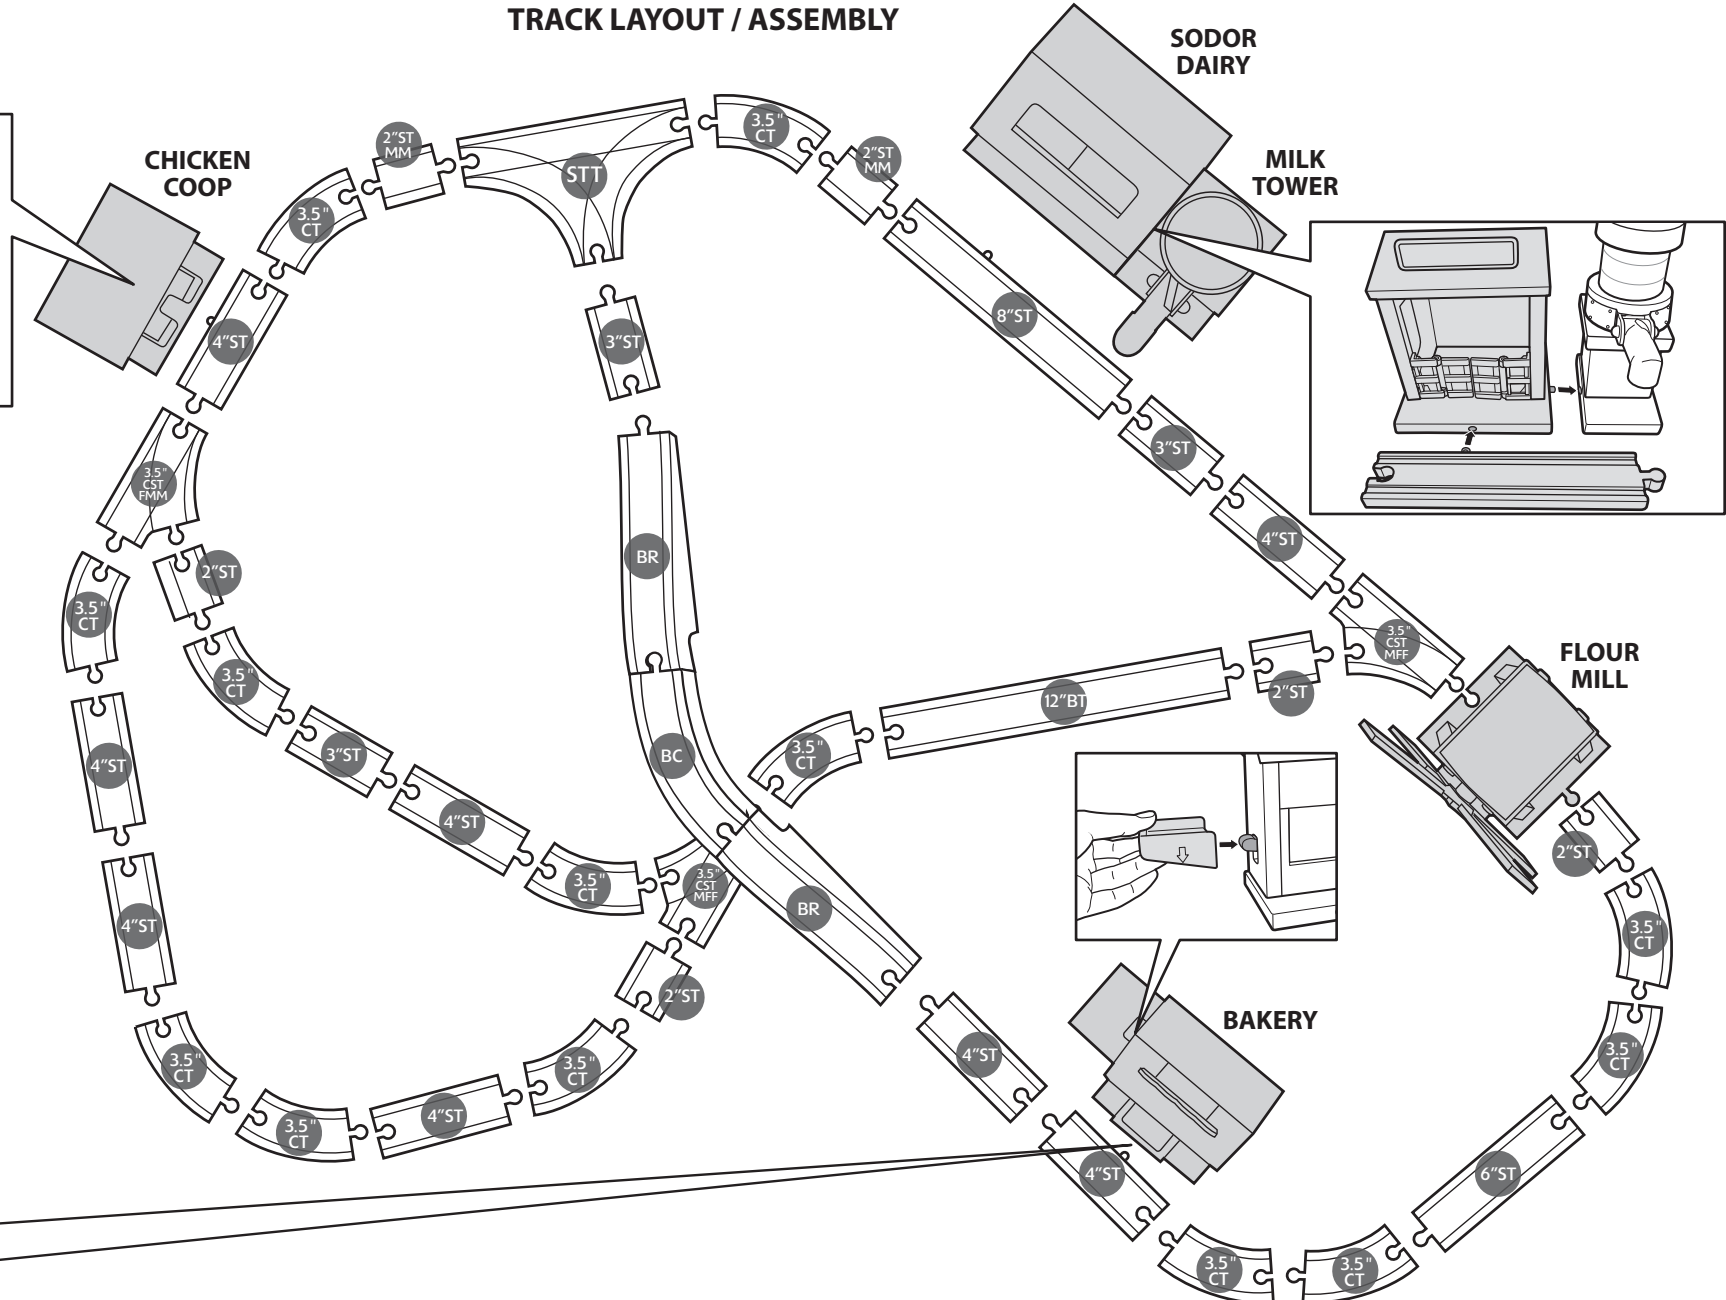 TRACK LAYOUT / ASSEMBLY
SODOR
DAIRY
CHICKEN
COOP
MILK
TOWER
2"ST
MM
STT
3.5"
CT
2"ST
MM
3.5"
CT
4"ST
3"ST
8"ST
3"ST
3.5"
CST
FMM
4"ST
2"ST
BR
3.5"
CT
3.5"
CST
MFF
FLOUR
MILL
3.5"
CT
2"ST
12"BT
3"ST
4"ST
BC
3.5"
CT
4"ST
2"ST
3.5"
CT
3.5"
CST
MFF
BR
4"ST
3.5"
CT
2"ST
BAKERY
3.5"
CT
4"ST
3.5"
CT
3.5"
CT
4"ST
3.5"
CT
4"ST
6"ST
3.5"
CT
3.5"
CT